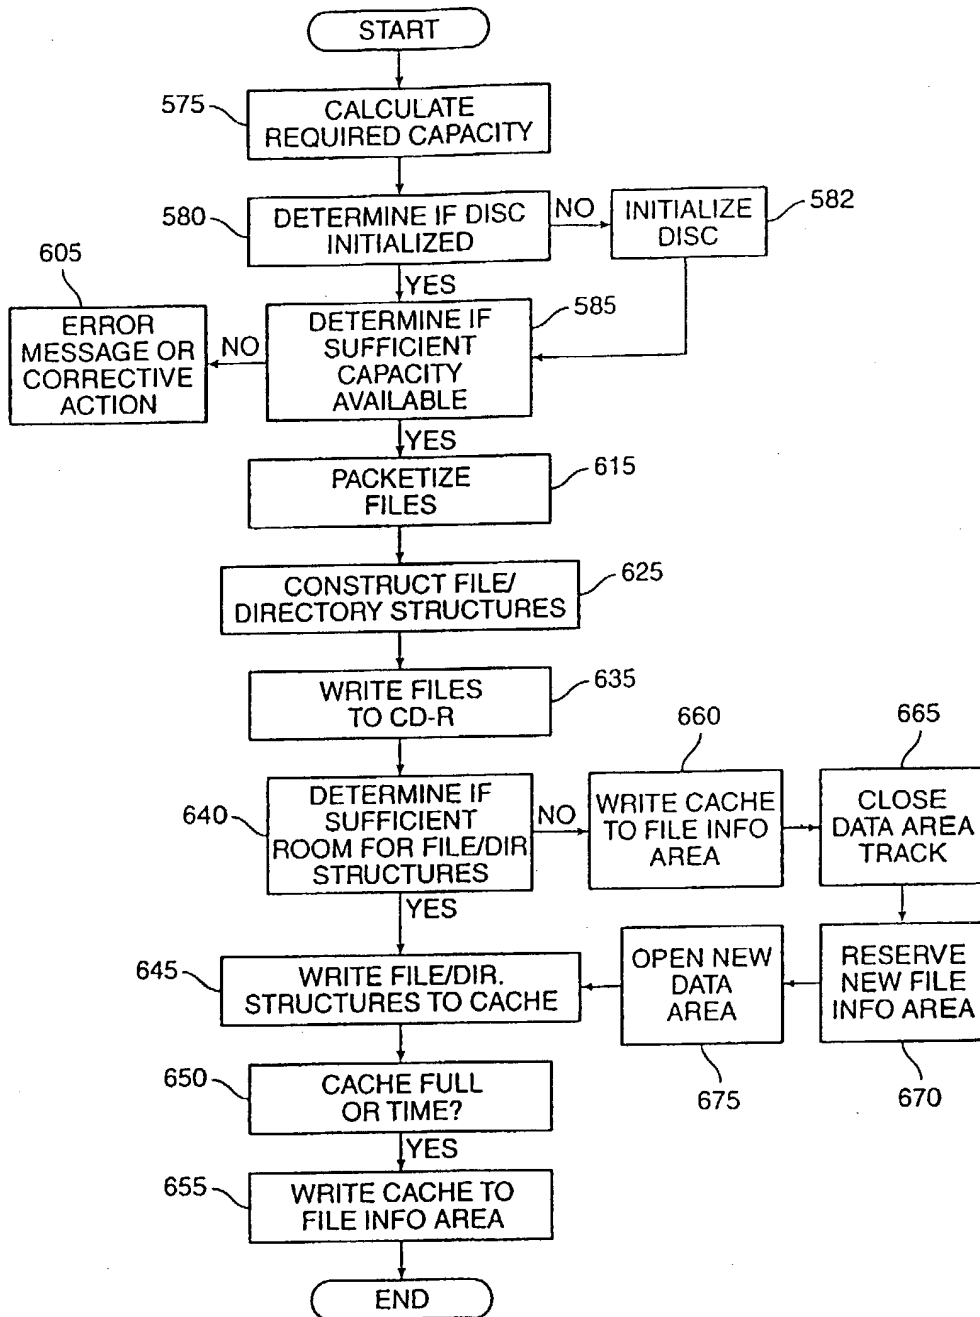 START
575
CALCULATE
REQUIRED CAPACITY
580
DETERMINE IF DISC
INITIALIZED
NO
INITIALIZE
DISC
582
YES
605
ERROR
MESSAGE OR
CORRECTIVE
ACTION
NO
DETERMINE IF
SUFFICIENT
CAPACITY
AVAILABLE
585
YES
PACKETIZE
FILES
615
CONSTRUCT FILE/
DIRECTORY STRUCTURES
625
WRITE FILES
TO CD-R
635
640
DETERMINE IF
SUFFICIENT
ROOM FOR FILE/DIR
STRUCTURES
NO
660
WRITE CACHE
TO FILE INFO
AREA
665
CLOSE
DATA AREA
TRACK
YES
645
WRITE FILE/DIR.
STRUCTURES TO CACHE
OPEN NEW
DATA
AREA
675
RESERVE
NEW FILE
INFO AREA
670
650
CACHE FULL
OR TIME?
YES
655
WRITE CACHE TO
FILE INFO AREA
END